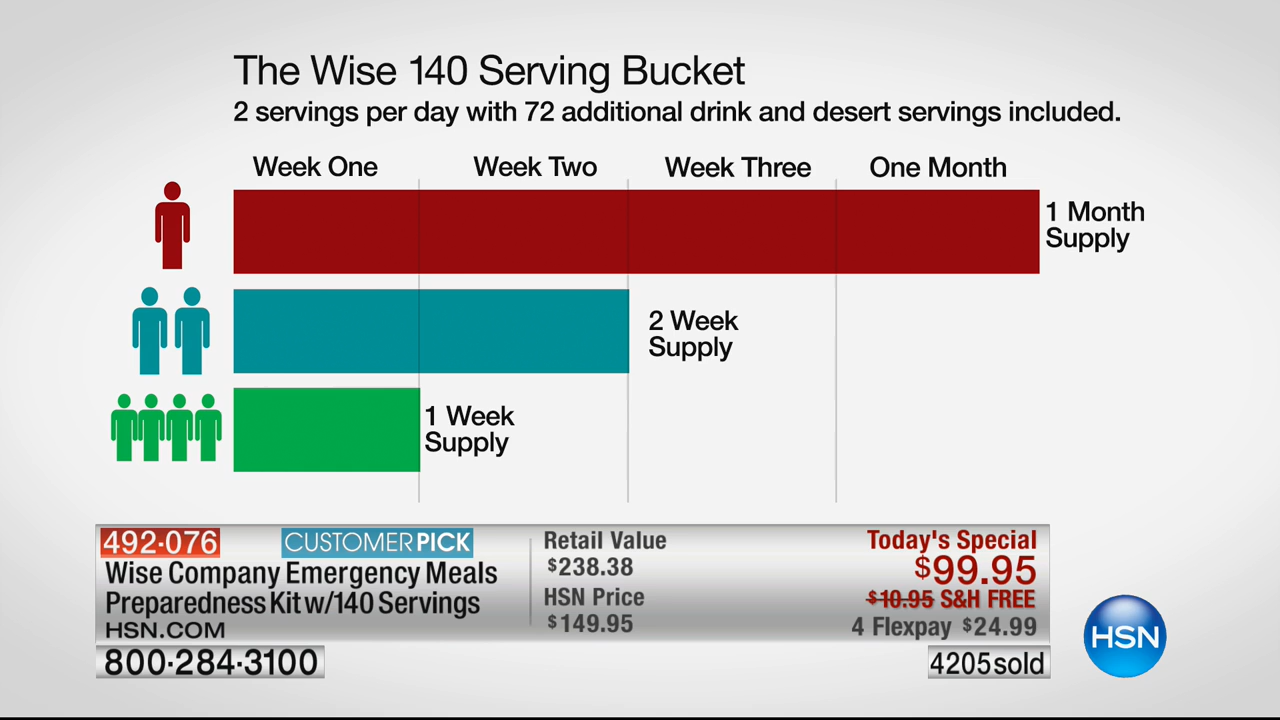 The Wise 140 Serving Bucket
2 servings per day with 72 additional drink and desert servings included.
Week One Week Two Week Three One Month
1 Month
Supply
2 Week
Supply
1 Week
Supply
492·076 CUSTOMERPICK
Wise Company Emergency Meals
Preparedness Kit w/140 Servings
HSN.COM
800·284·3100
Retail Value
$238.38
HSN Price
$149.95
Today's Special
$99.95
$10.95 S&H FREE
4 Flexpay $24.99
4205sold
HSN